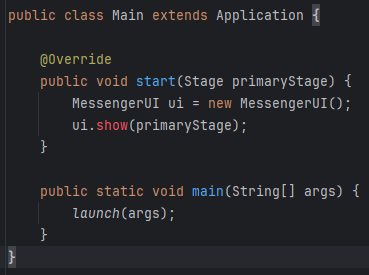 public class Main extends Application {
@Override
public void start(Stage primaryStage) {
MessengerUI ui = new MessengerUI();
ui.show(primaryStage);
}
public static void main(String[] args) {
launch(args);
}
}